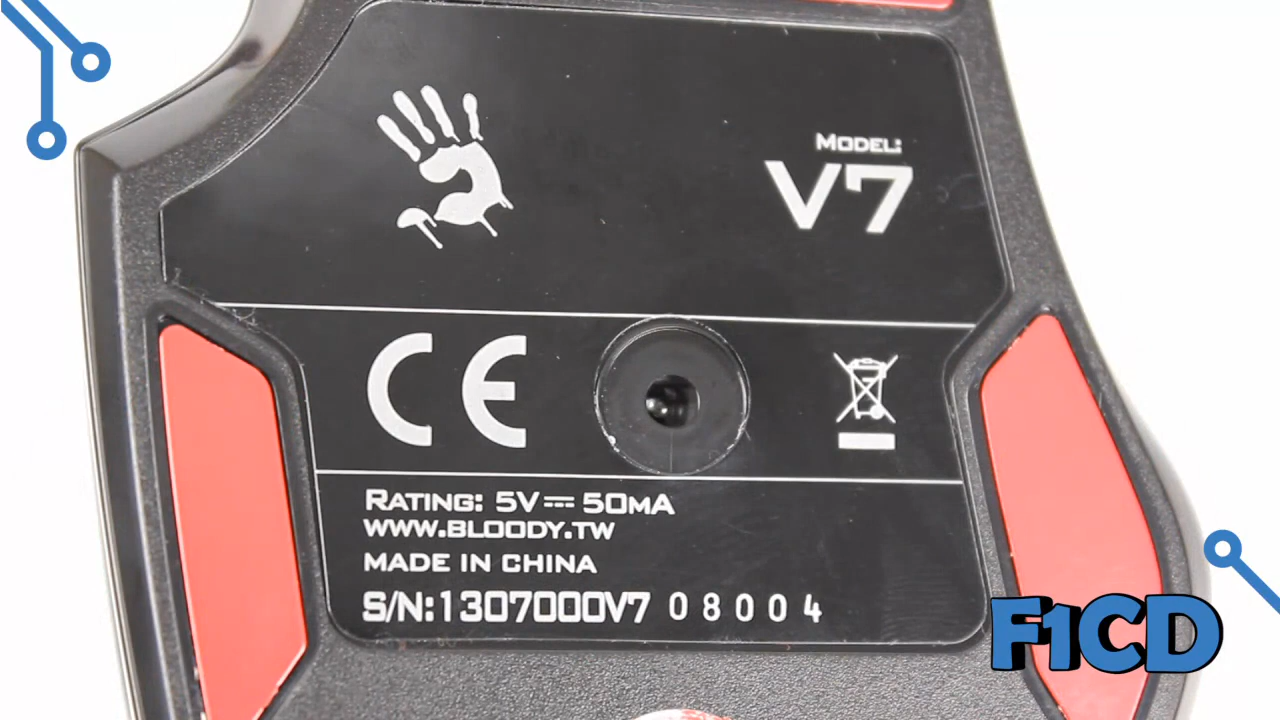 MODEL:
V7
CE
RATING: 5V⎓50MA
WWW.BLOODY.TW
MADE IN CHINA
S/N:1307000V7 08004
F1CD